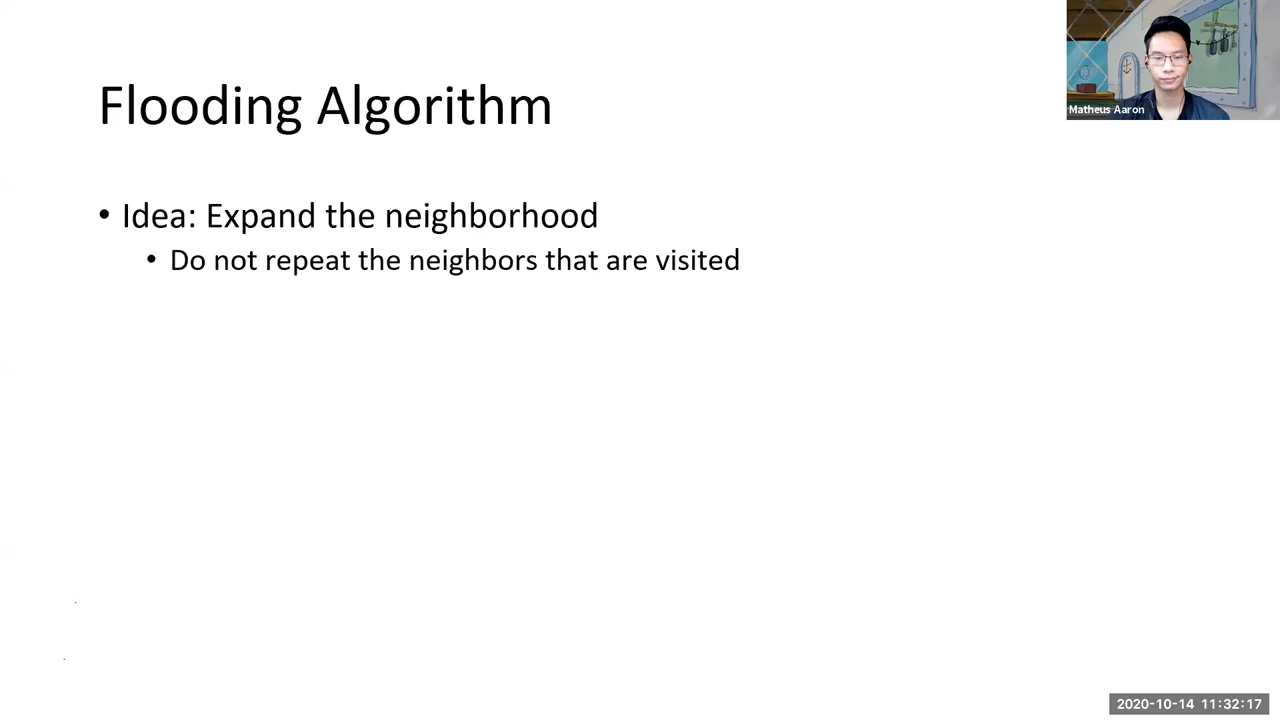 Flooding Algorithm
• Idea: Expand the neighborhood
• Do not repeat the neighbors that are visited
Matheus Aaron
2020-10-14 11:32:17